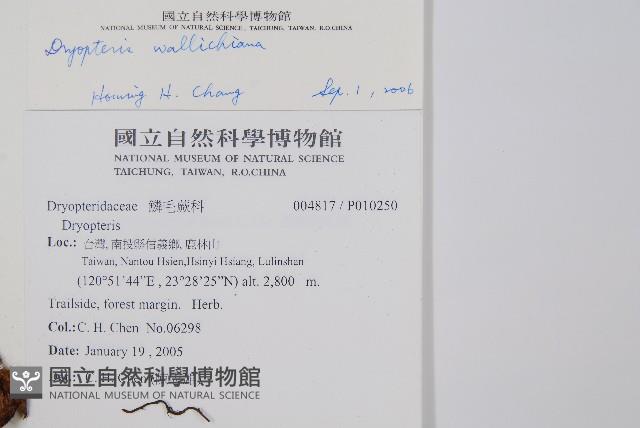 國立自然科學博物館
NATIONAL MUSEUM OF NATURAL SCIENCE, TAICHUNG, TAIWAN, R.O.CHINA
Dryopteris wallichiana
H. Chang Sep. 1, 2006
國立自然科學博物館
NATIONAL MUSEUM OF NATURAL SCIENCE
TAICHUNG, TAIWAN, R.O.CHINA
Dryopteridaceae 鱗毛蕨科 004817 / P010250
Dryopteris
Loc.: 台灣, 南投縣信義鄉, 鹿林山
Taiwan, Nantou Hsien,Hsinyi Hsiang, Lulinshan
(120°51'44"E , 23°28'25"N) alt. 2,800 m.
Trailside, forest margin. Herb.
Col.: C. H. Chen No.06298
Date: January 19 , 2005
國立自然科學博物館
NATIONAL MUSEUM OF NATURAL SCIENCE